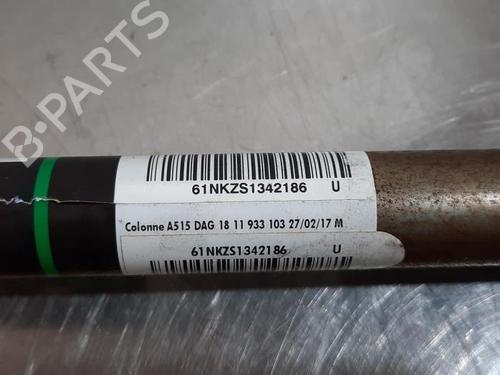 B-PARTS
61NKZS1342186 U
Colonne A515 DAG 18 11 933 103 27/02/17 M
61NKZS1342186 U